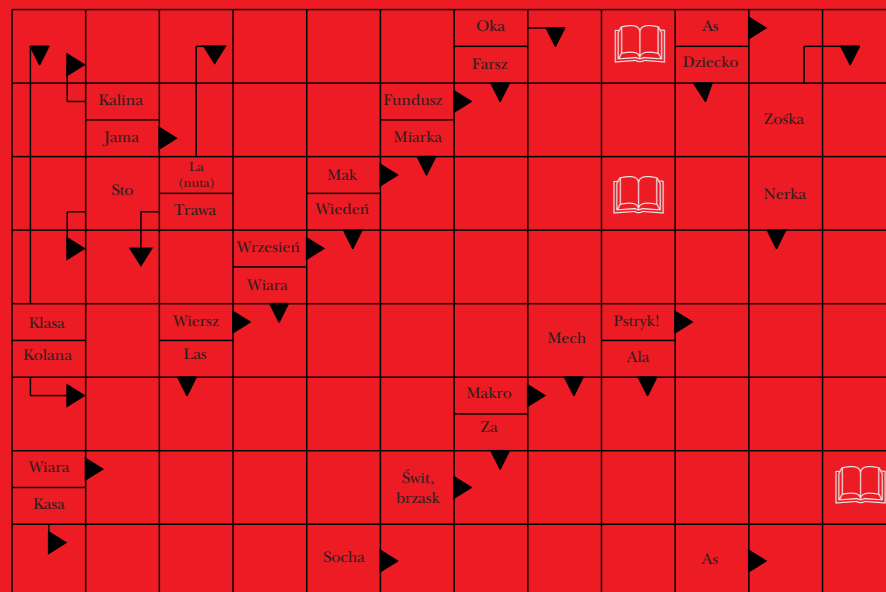 Oka
As
Farsz
Dziecko
Kalina
Fundusz
Zośka
Jama
Miarka
La
(nuta)
Mak
Sto
Nerka
Trawa
Wiedeń
Wrzesień
Wiara
Klasa
Wiersz
Pstryk!
Mech
Kolana
Las
Ala
Makro
Za
Wiara
Świt,
brzask
Kasa
Socha
As